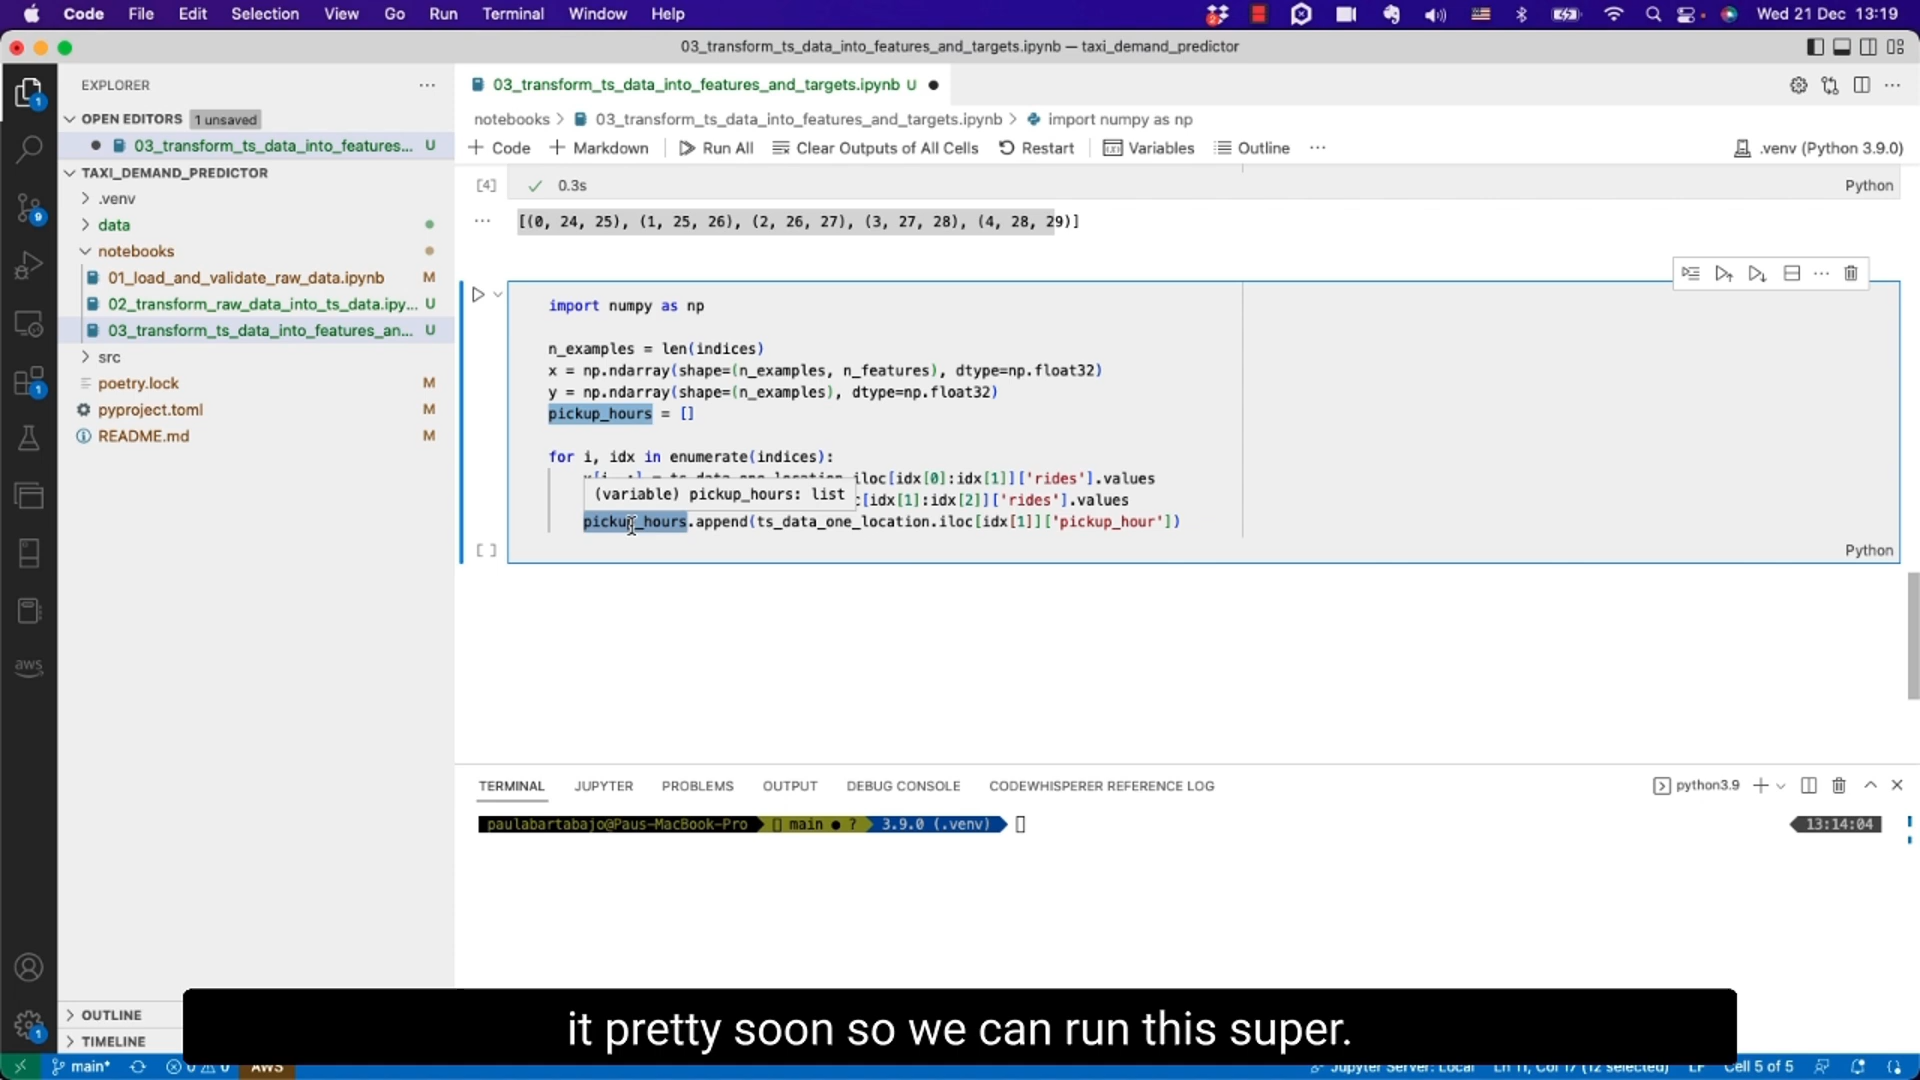 Code File Edit Selection View Go Run Terminal Window Help Wed 21 Dec 13:19
03_transform_ts_data_into_features_and_targets.ipynb — taxi_demand_predictor
EXPLORER
03_transform_ts_data_into_features_and_targets.ipynb U
OPEN EDITORS 1 unsaved
notebooks > 03_transform_ts_data_into_features_and_targets.ipynb > import numpy as np
03_transform_ts_data_into_features... U
+ Code + Markdown Run All Clear Outputs of All Cells Restart Variables Outline ... .venv (Python 3.9.0)
TAXI_DEMAND_PREDICTOR
.venv
data
notebooks
01_load_and_validate_raw_data.ipynb M
02_transform_raw_data_into_ts_data.ipy... U
03_transform_ts_data_into_features_an... U
src
poetry.lock M
pyproject.toml M
README.md M
[4] 0.3s Python
[(0, 24, 25), (1, 25, 26), (2, 26, 27), (3, 27, 28), (4, 28, 29)]
import numpy as np
n_examples = len(indices)
x = np.ndarray(shape=(n_examples, n_features), dtype=np.float32)
y = np.ndarray(shape=(n_examples), dtype=np.float32)
pickup_hours = []
for i, idx in enumerate(indices):
iloc[idx[0]:idx[1]]['rides'].values
(variable) pickup_hours: list
[idx[1]:idx[2]]['rides'].values
pickup_hours.append(ts_data_one_location.iloc[idx[1]]['pickup_hour'])
[ ] Python
TERMINAL JUPYTER PROBLEMS OUTPUT DEBUG CONSOLE CODEWHISPERER REFERENCE LOG python3.9
paulabartabajo@Paus-MacBook-Pro main ● ? 3.9.0 (.venv) 13:14:04
aws
OUTLINE
TIMELINE
it pretty soon so we can run this super.
main* 0 0 AWS Jupyter Server: Local Ln 11, Col 17 (12 selected) LF Cell 5 of 5